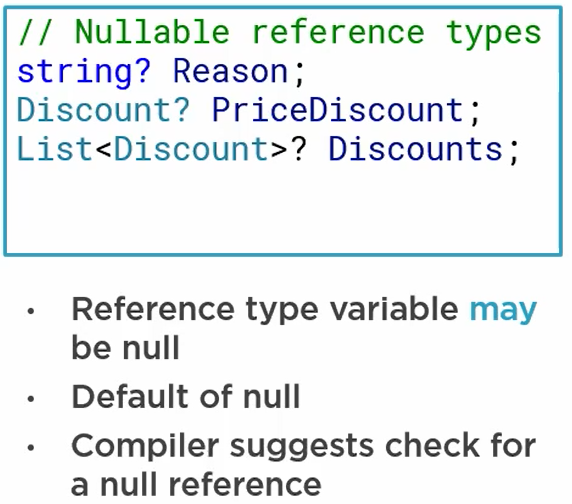 // Nullable reference types
string? Reason;
Discount? PriceDiscount;
List<Discount>? Discounts;
• Reference type variable may
be null
• Default of null
• Compiler suggests check for
a null reference